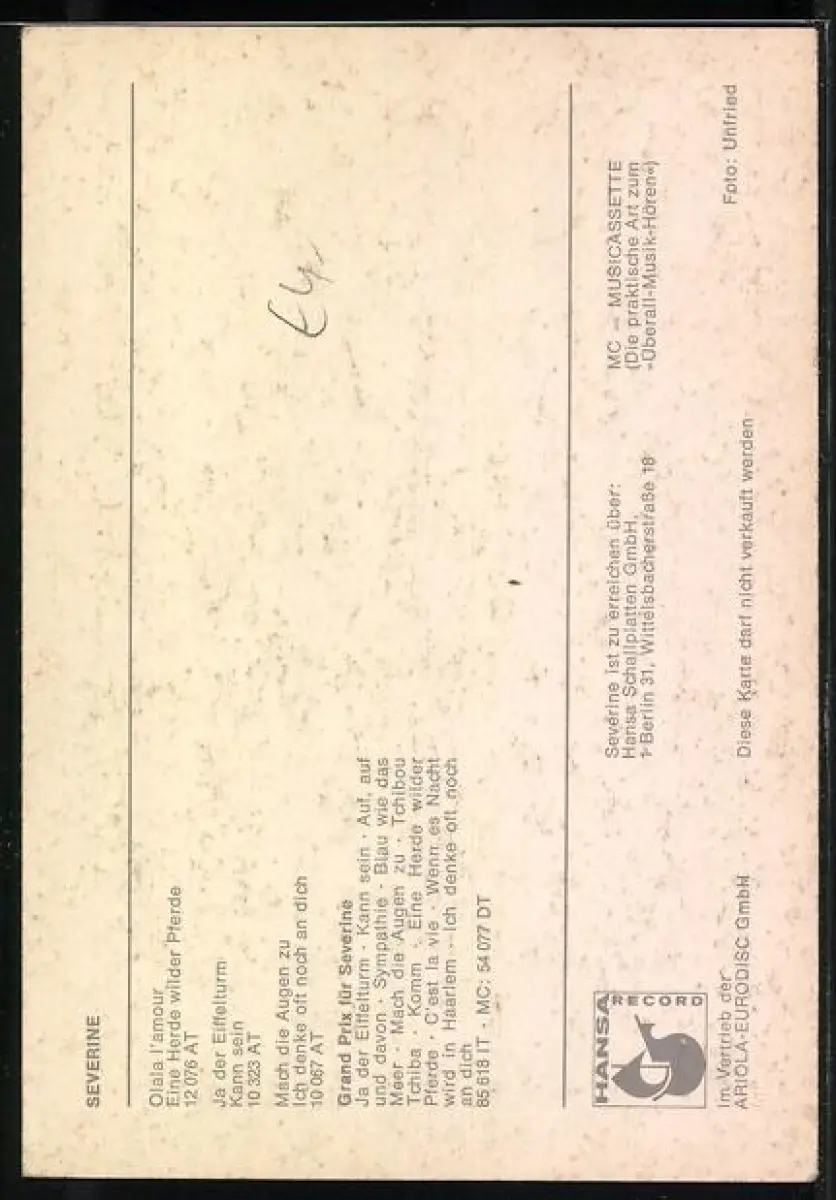 SEVERINE
Olala l'amour
Eine Herde wilder Pferde
12 076 AT
Ja der Eiffelturm
Kann sein
10 323 AT
Mach die Augen zu
Ich denke oft noch an dich
10 067 AT
Grand Prix für Severine
Ja der Eiffelturm · Kann sein · Auf, auf
und davon · Sympathie · Blau wie das
Meer · Mach die Augen zu · Tchibou
Tchiba · Komm · Eine Herde wilder
Pferde · C'est la vie · Wenn es Nacht
wird in Haarlem · Ich denke oft noch
an dich
85 618 IT · MC: 54 077 DT
HANSA
RECORD
Severine ist zu erreichen über:
Hansa Schallplatten GmbH,
1 Berlin 31, Wittelsbacherstraße 18
MC = MUSICASSETTE
(Die praktische Art zum
»Überall-Musik-Hören«)
Im Vertrieb der
ARIOLA-EURODISC GmbH
Diese Karte darf nicht verkauft werden
Foto: Unfried